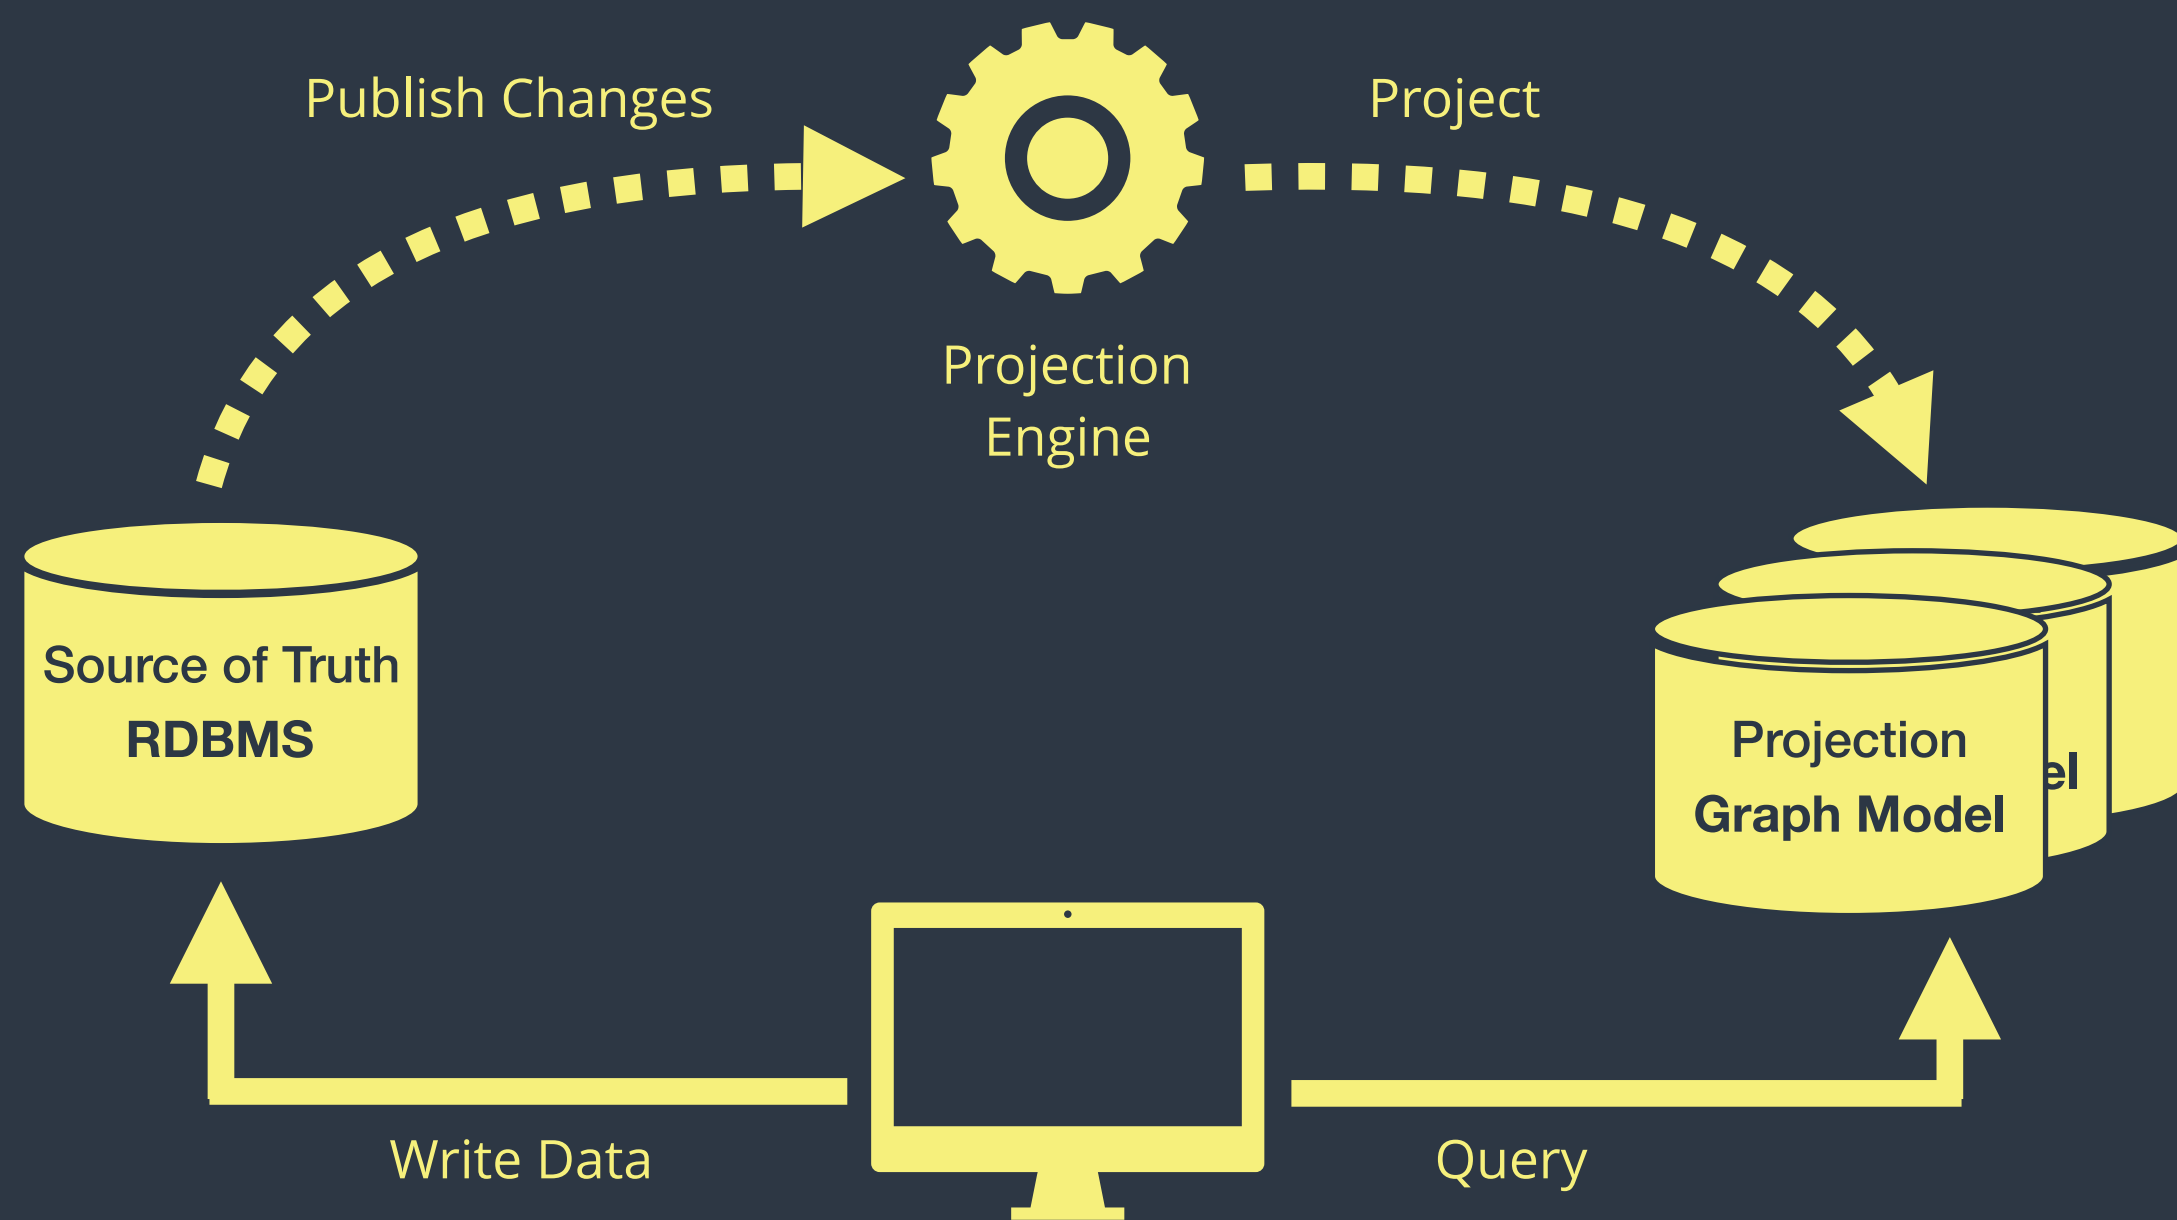 Publish Changes
Project
Projection
Engine
Source of Truth
RDBMS
Projection
Graph Model
Write Data
Query